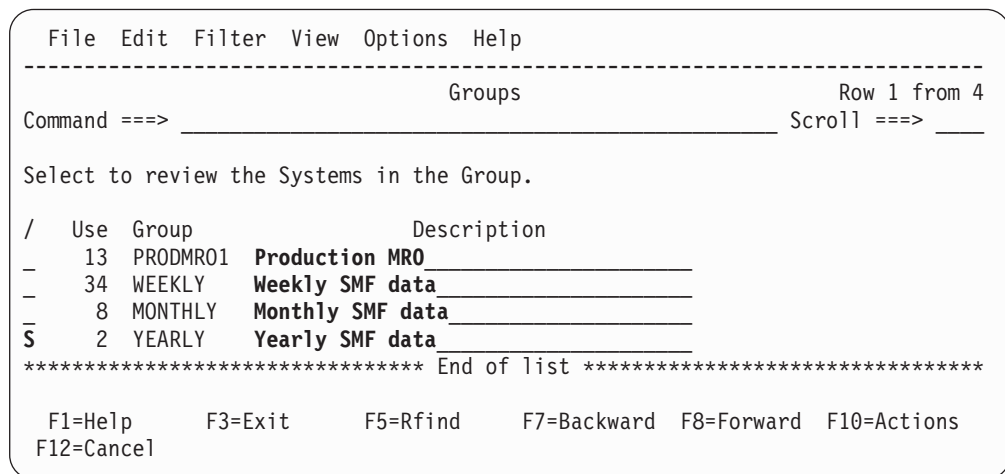 File Edit Filter View Options Help
--------------------------------------------------------------------------------
Groups Row 1 from 4
Command ===> _________________________________________________ Scroll ===> ____
Select to review the Systems in the Group.
/ Use Group Description
_ 13 PRODMRO1 Production MRO______________________
_ 34 WEEKLY Weekly SMF data_____________________
_ 8 MONTHLY Monthly SMF data____________________
S 2 YEARLY Yearly SMF data_____________________
********************************* End of list *********************************
F1=Help F3=Exit F5=Rfind F7=Backward F8=Forward F10=Actions
F12=Cancel